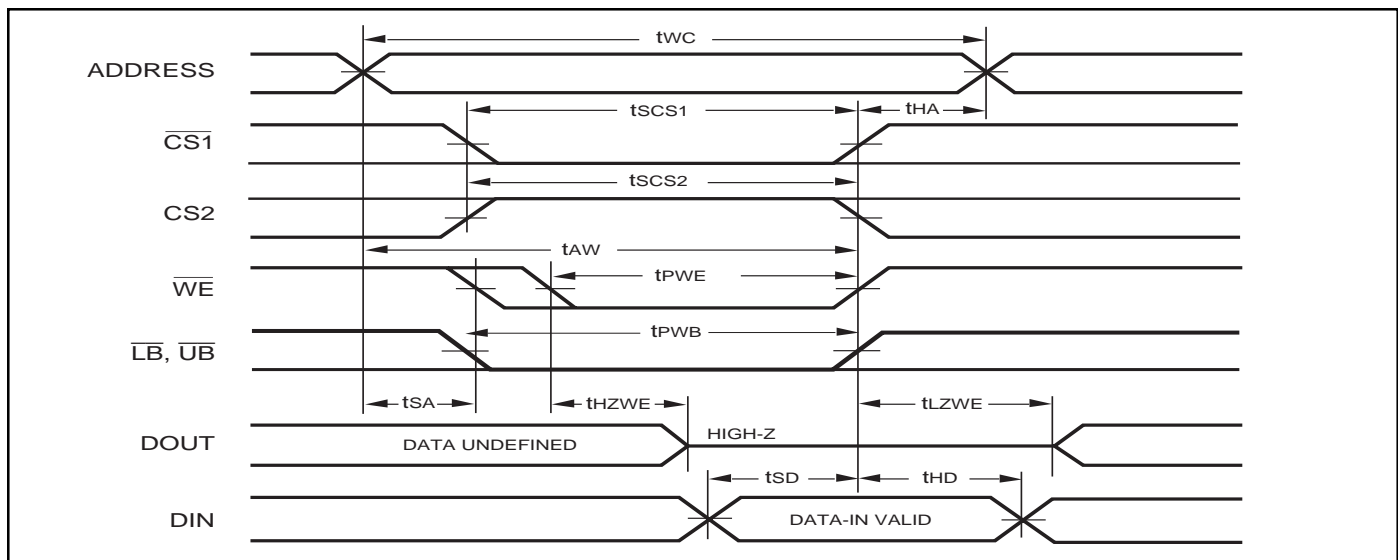 tWC
ADDRESS
tSCS1
tHA
CS1
tSCS2
CS2
tAW
WE
tPWE
LB, UB
tPWB
tSA
tHZWE
tLZWE
DOUT
DATA UNDEFINED
HIGH-Z
tSD
tHD
DIN
DATA-IN VALID